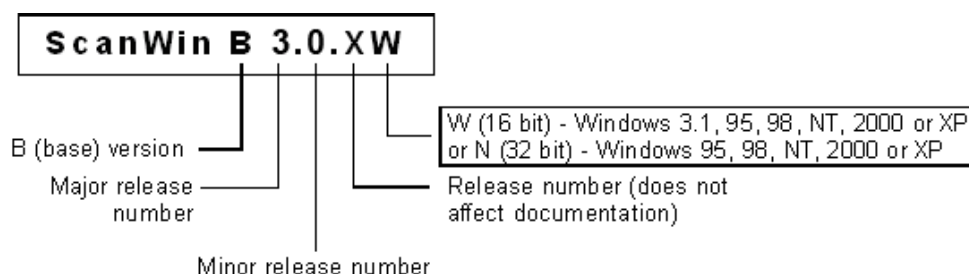 ScanWin B 3.0.XW
W (16 bit) - Windows 3.1, 95, 98, NT, 2000 or XP
or N (32 bit) - Windows 95, 98, NT, 2000 or XP
B (base) version
Major release
number
Release number (does not
affect documentation)
Minor release number